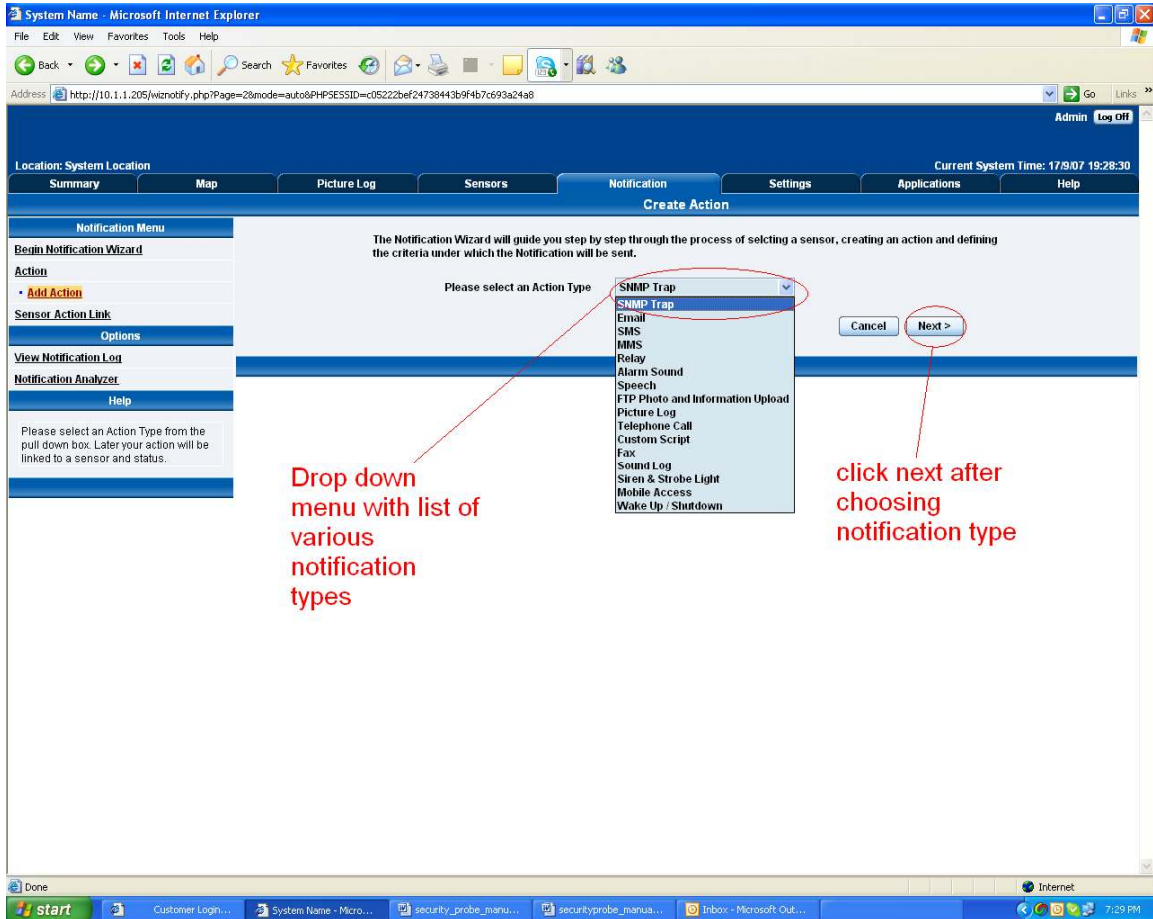 System Name - Microsoft Internet Explorer
File Edit View Favorites Tools Help
Back Search Favorites
Address http://10.1.1.205/wiznotify.php?Page=2&mode=auto&PHPSESSID=c05222bef24738443b9f4b7c693a24a8 Go Links »
Admin Log Off
Location: System Location Current System Time: 17/9/07 19:28:30
Summary Map Picture Log Sensors Notification Settings Applications Help
Create Action
Notification Menu
Begin Notification Wizard
Action
Add Action
Sensor Action Link
Options
View Notification Log
Notification Analyzer
Help
Please select an Action Type from the
pull down box. Later your action will be
linked to a sensor and status.
The Notification Wizard will guide you step by step through the process of selcting a sensor, creating an action and defining
the criteria under which the Notification will be sent.
Please select an Action Type SNMP Trap
SNMP Trap
Email
SMS
MMS
Relay
Alarm Sound
Speech
FTP Photo and Information Upload
Picture Log
Telephone Call
Custom Script
Fax
Sound Log
Siren & Strobe Light
Mobile Access
Wake Up / Shutdown
Cancel Next >
Drop down
menu with list of
various
notification
types
click next after
choosing
notification type
Done Internet
start Customer Login... System Name - Micro... security_probe_manu... securityprobe_manua... Inbox - Microsoft Out... 7:29 PM